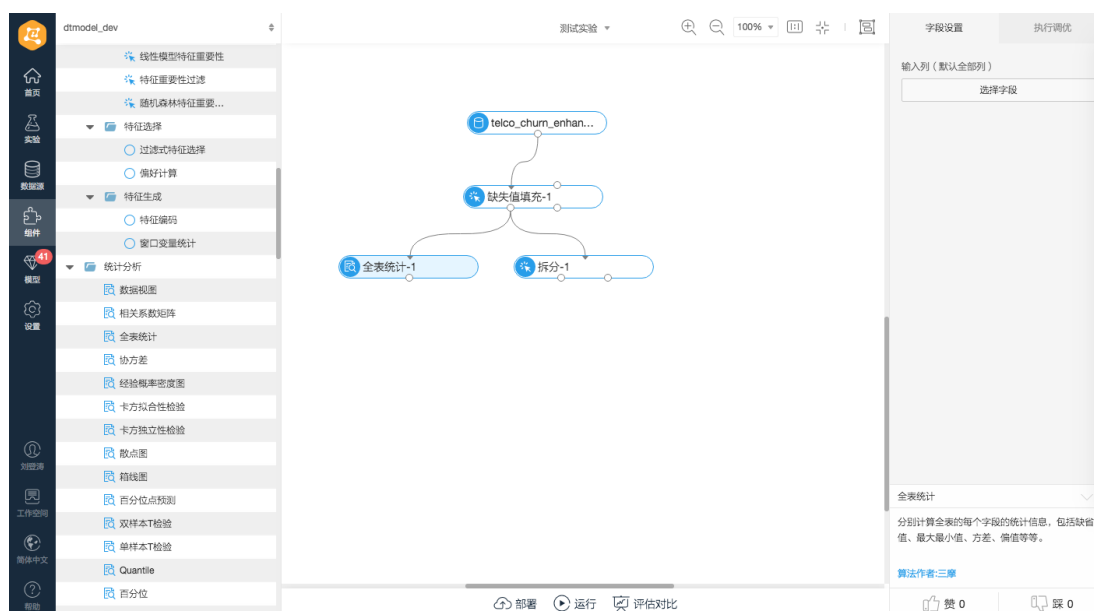 dtmodel_dev
测试实验
100%
字段设置
执行调优
首页
实验
数据源
组件
41
模型
设置
工作空间
简体中文
帮助
线性模型特征重要性
特征重要性过滤
随机森林特征重要...
特征选择
过滤式特征选择
偏好计算
特征生成
特征编码
窗口变量统计
统计分析
数据视图
相关系数矩阵
全表统计
协方差
经验概率密度图
卡方拟合性检验
卡方独立性检验
散点图
箱线图
百分位点预测
双样本T检验
单样本T检验
Quantile
百分位
telco_churn_enhan...
缺失值填充-1
全表统计-1
拆分-1
部署
运行
评估对比
输入列（默认全部列）
选择字段
全表统计
分别计算全表的每个字段的统计信息，包括缺省
值、最大最小值、方差、偏值等等。
算法作者:三摩
赞 0
踩 0